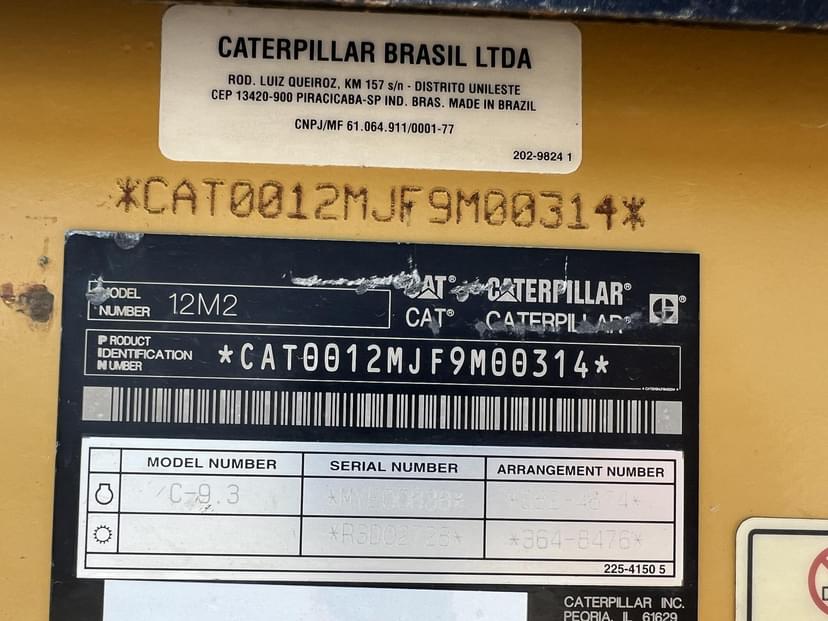 CATERPILLAR BRASIL LTDA
ROD. LUIZ QUEIROZ, KM 157 s/n - DISTRITO UNILESTE
CEP 13420-900 PIRACICABA-SP IND. BRAS. MADE IN BRAZIL
CNPJ/MF 61.064.911/0001-77
202-9824 1
*CAT0012MJF9M00314*
MODEL NUMBER 12M2
CAT® CATERPILLAR®
CAT® CATERPILLAR®
PRODUCT IDENTIFICATION NUMBER *CAT0012MJF9M00314*
MODEL NUMBER SERIAL NUMBER ARRANGEMENT NUMBER
C-9.3
*364-8476*
225-4150 5
CATERPILLAR INC.
PEORIA, IL 61629